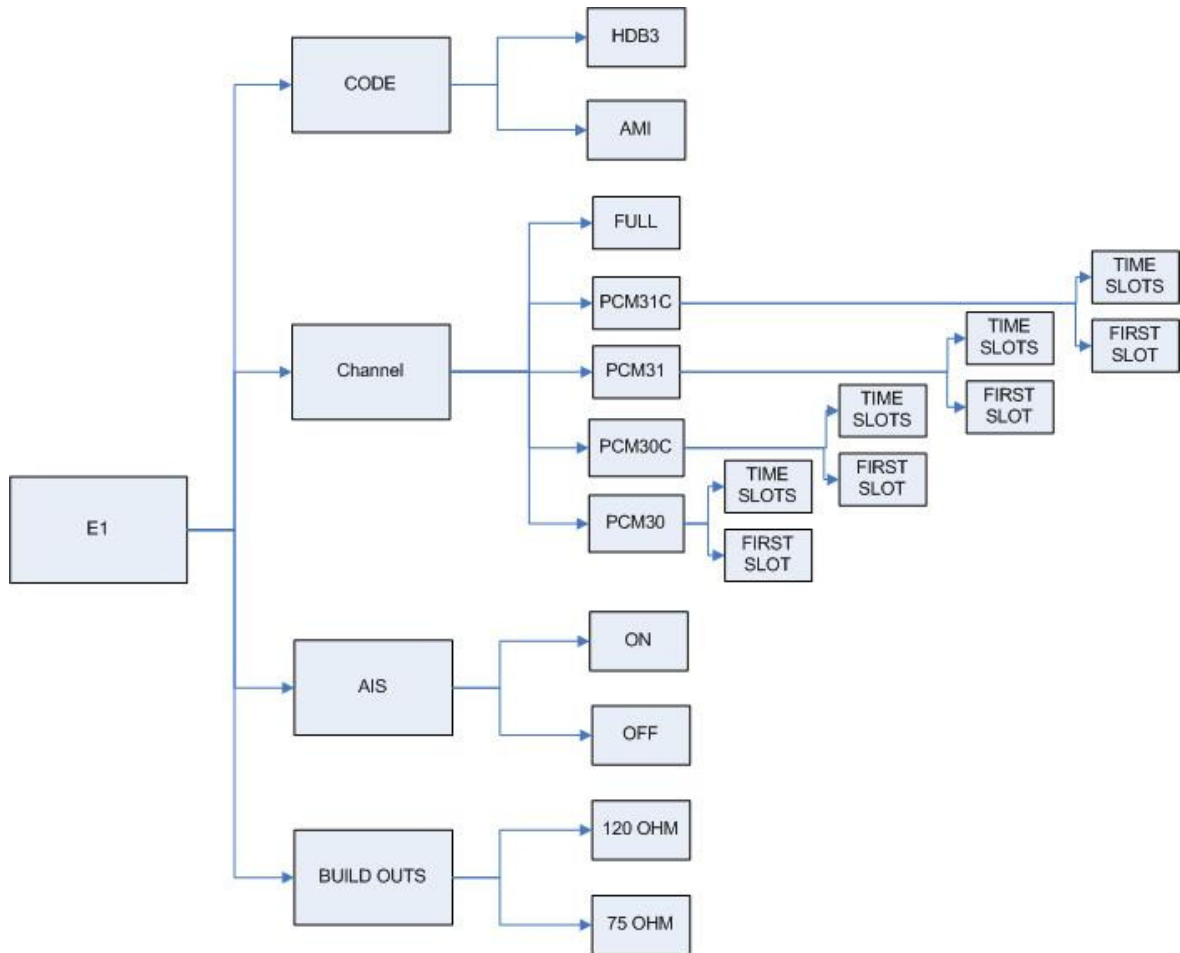 E1
CODE
HDB3
AMI
Channel
FULL
PCM31C
TIME
SLOTS
FIRST
SLOT
PCM31
TIME
SLOTS
FIRST
SLOT
PCM30C
TIME
SLOTS
FIRST
SLOT
PCM30
TIME
SLOTS
FIRST
SLOT
AIS
ON
OFF
BUILD OUTS
120 OHM
75 OHM